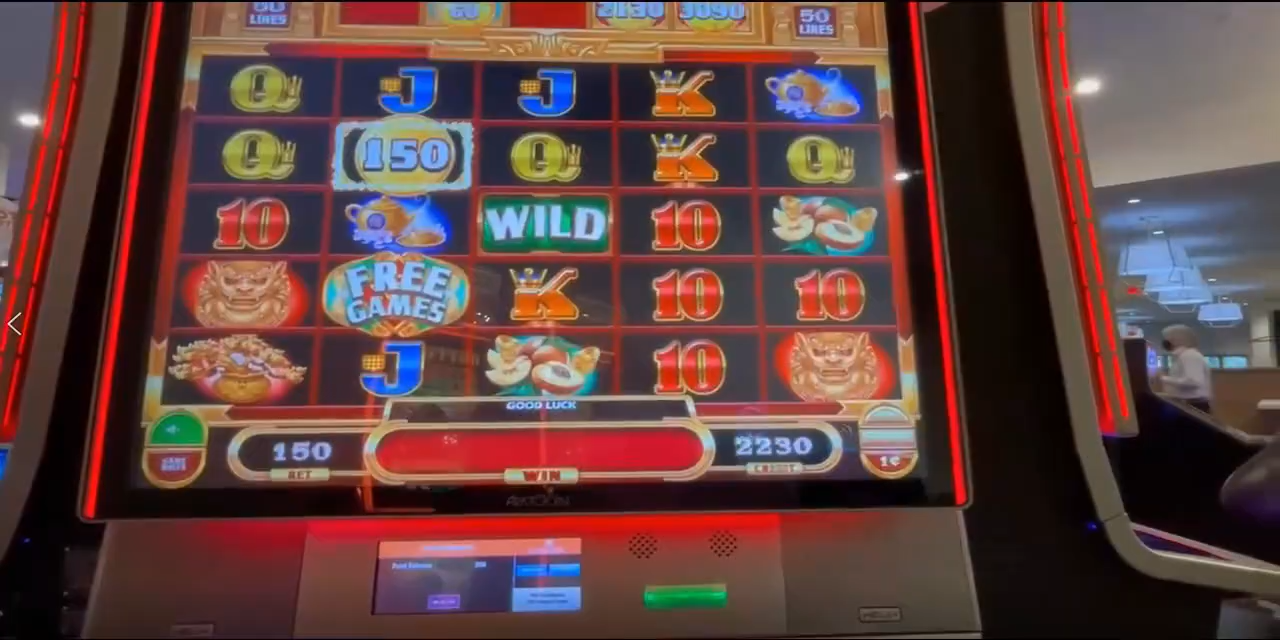 50
LINES
2130 3090
50
LINES
Q J J K
Q 150 Q K Q
10 WILD 10
FREE
GAMES
K 10 10
J 10
GOOD LUCK
150
BET
WIN
2230
CREDIT
1¢